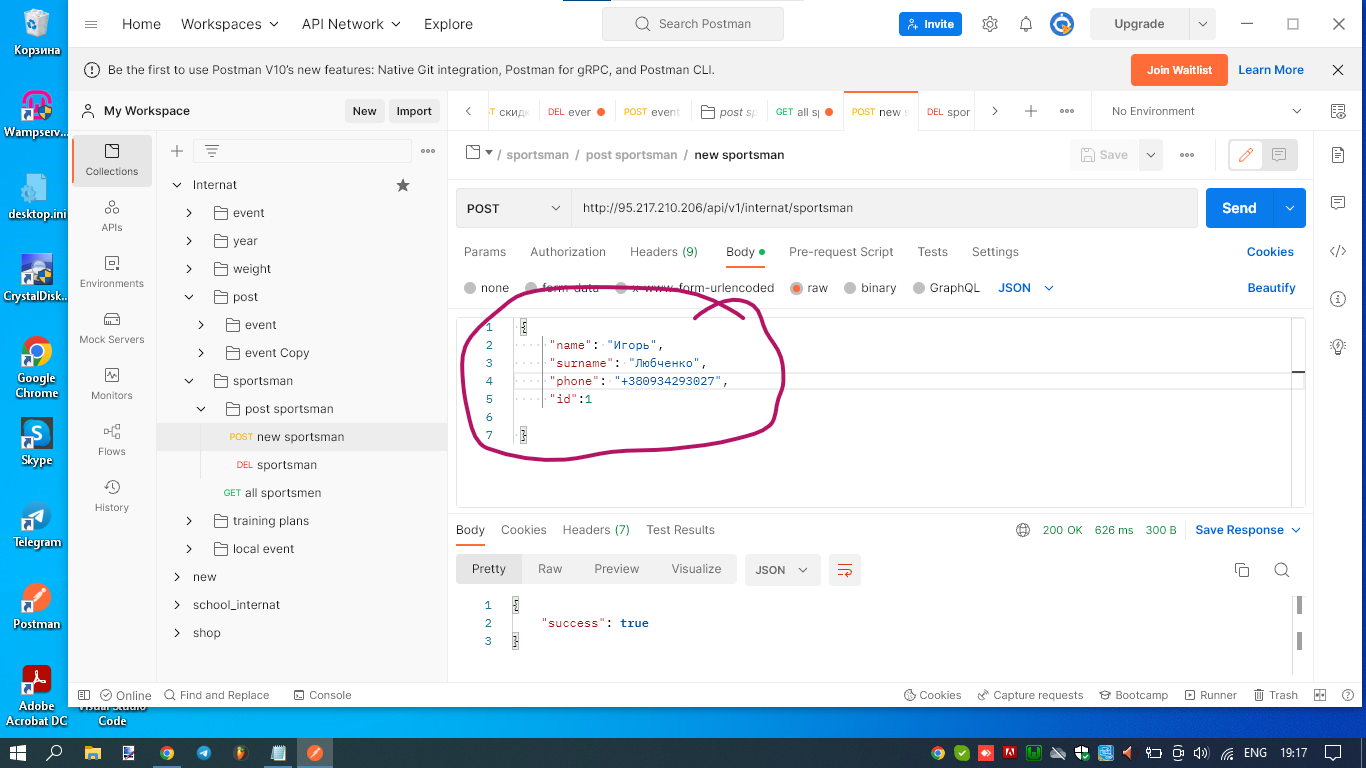 Корзина
Wampserv...
desktop.ini
CrystalDisk...
Google Chrome
Skype
Telegram
Postman
Adobe Acrobat DC
Visual Studio Code
Home Workspaces API Network Explore
Search Postman
Invite
Upgrade
Be the first to use Postman V10's new features: Native Git integration, Postman for gRPC, and Postman CLI.
Join Waitlist
Learn More
My Workspace
New Import
Collections
APIs
Environments
Mock Servers
Monitors
Flows
History
Internat
event
year
weight
post
event
event Copy
sportsman
post sportsman
POST new sportsman
DEL sportsman
GET all sportsmen
training plans
local event
new
school_internat
shop
скид
DEL ever
POST event
post sp
GET all s
POST new s
DEL spor
No Environment
/ sportsman / post sportsman / new sportsman
Save
POST
http://95.217.210.206/api/v1/internat/sportsman
Send
Params Authorization Headers (9) Body Pre-request Script Tests Settings
Cookies
none form-data x-www-form-urlencoded raw binary GraphQL JSON
Beautify
1 {
2 "name": "Игорь",
3 "surname": "Любченко",
4 "phone": "+380934293027",
5 "id":1
6
7 }
Body Cookies Headers (7) Test Results
200 OK 626 ms 300 B
Save Response
Pretty Raw Preview Visualize
JSON
1 {
2 "success": true
3 }
Online Find and Replace Console
Cookies Capture requests Bootcamp Runner Trash
ENG 19:17